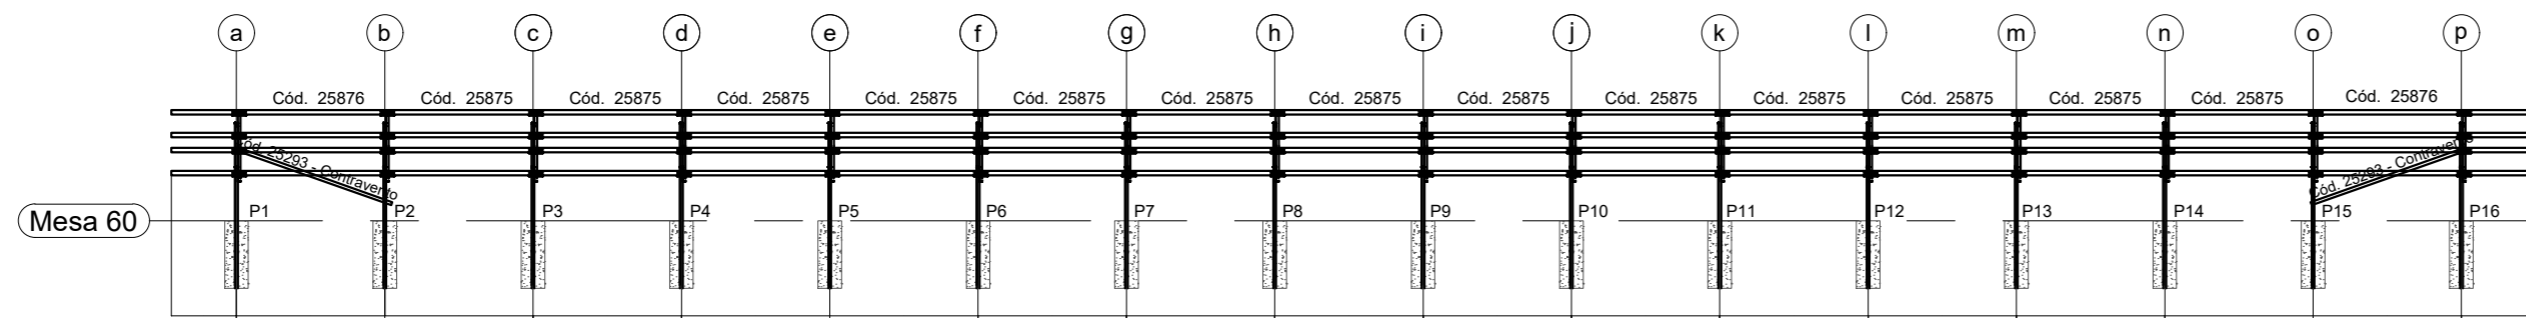 a b c d e f g h i j k l m n o p
Cód. 25876 Cód. 25875 Cód. 25875 Cód. 25875 Cód. 25875 Cód. 25875 Cód. 25875 Cód. 25875 Cód. 25875 Cód. 25875 Cód. 25875 Cód. 25875 Cód. 25875 Cód. 25875 Cód. 25876
Cód. 25293 - Contravento
Cód. 25293 - Contravento
P1 P2 P3 P4 P5 P6 P7 P8 P9 P10 P11 P12 P13 P14 P15 P16
Mesa 60